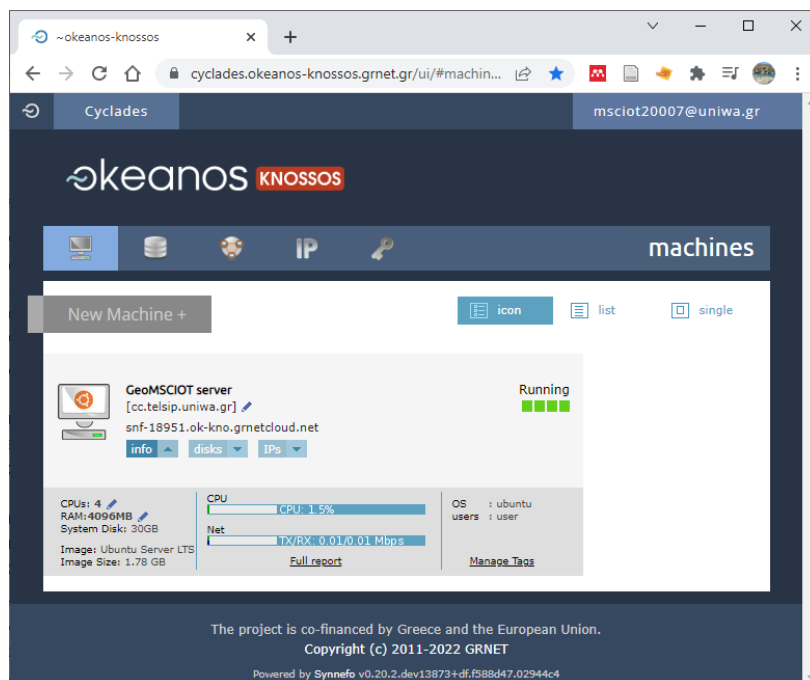 ~okeanos-knossos
cyclades.okeanos-knossos.grnet.gr/ui/#machin...
Cyclades
msciot20007@uniwa.gr
okeanos KNOSSOS
IP
machines
New Machine +
icon
list
single
GeoMSCIOT server
Running
[cc.telsip.uniwa.gr]
snf-18951.ok-kno.grnetcloud.net
info
disks
IPs
CPUs: 4
RAM:4096MB
System Disk: 30GB
Image: Ubuntu Server LTS
Image Size: 1.78 GB
CPU
CPU: 1.5%
Net
TX/RX: 0.01/0.01 Mbps
Full report
OS : ubuntu
users : user
Manage Tags
The project is co-financed by Greece and the European Union.
Copyright (c) 2011-2022 GRNET
Powered by Synnefo v0.20.2.dev13873+df.f588d47.02944c4